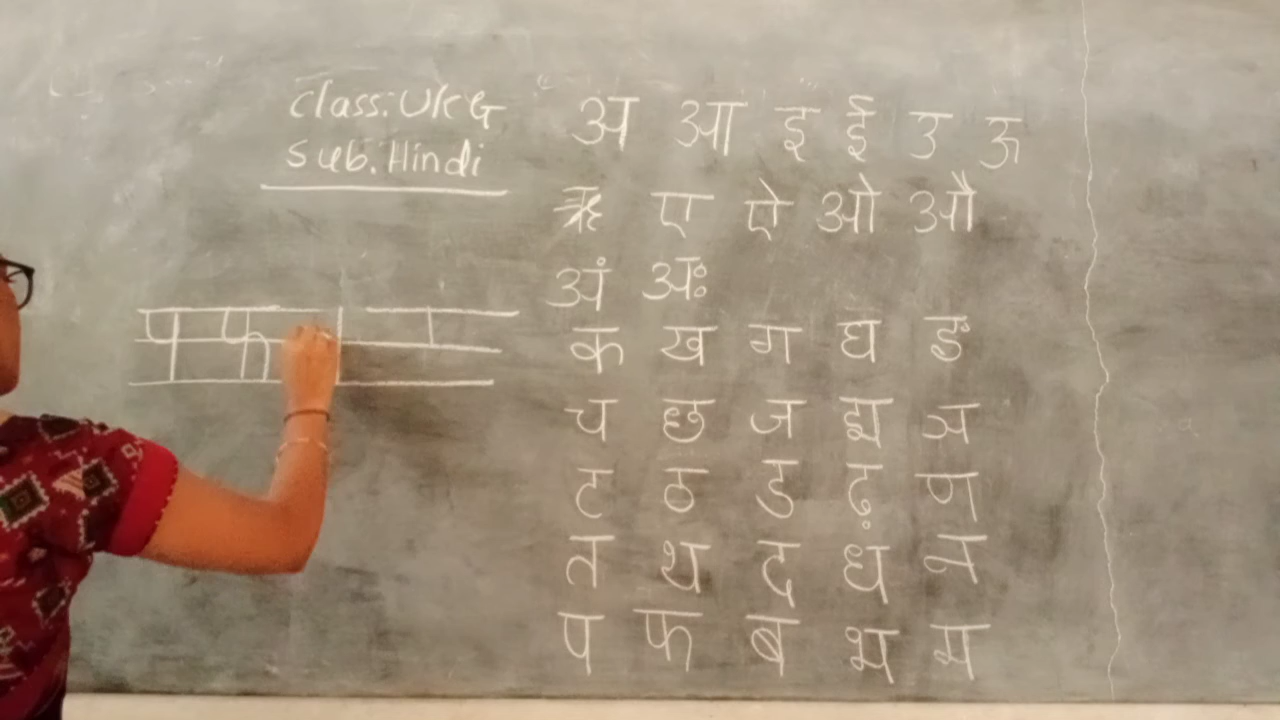 Class: UKG
Sub. Hindi
अ आ इ ई उ ऊ
ऋ ए ऐ ओ औ
अं अः
क ख ग घ ङ
च छ ज झ ञ
ट ठ ड ढ़ ण
त थ द ध न
प फ ब भ म
प फ